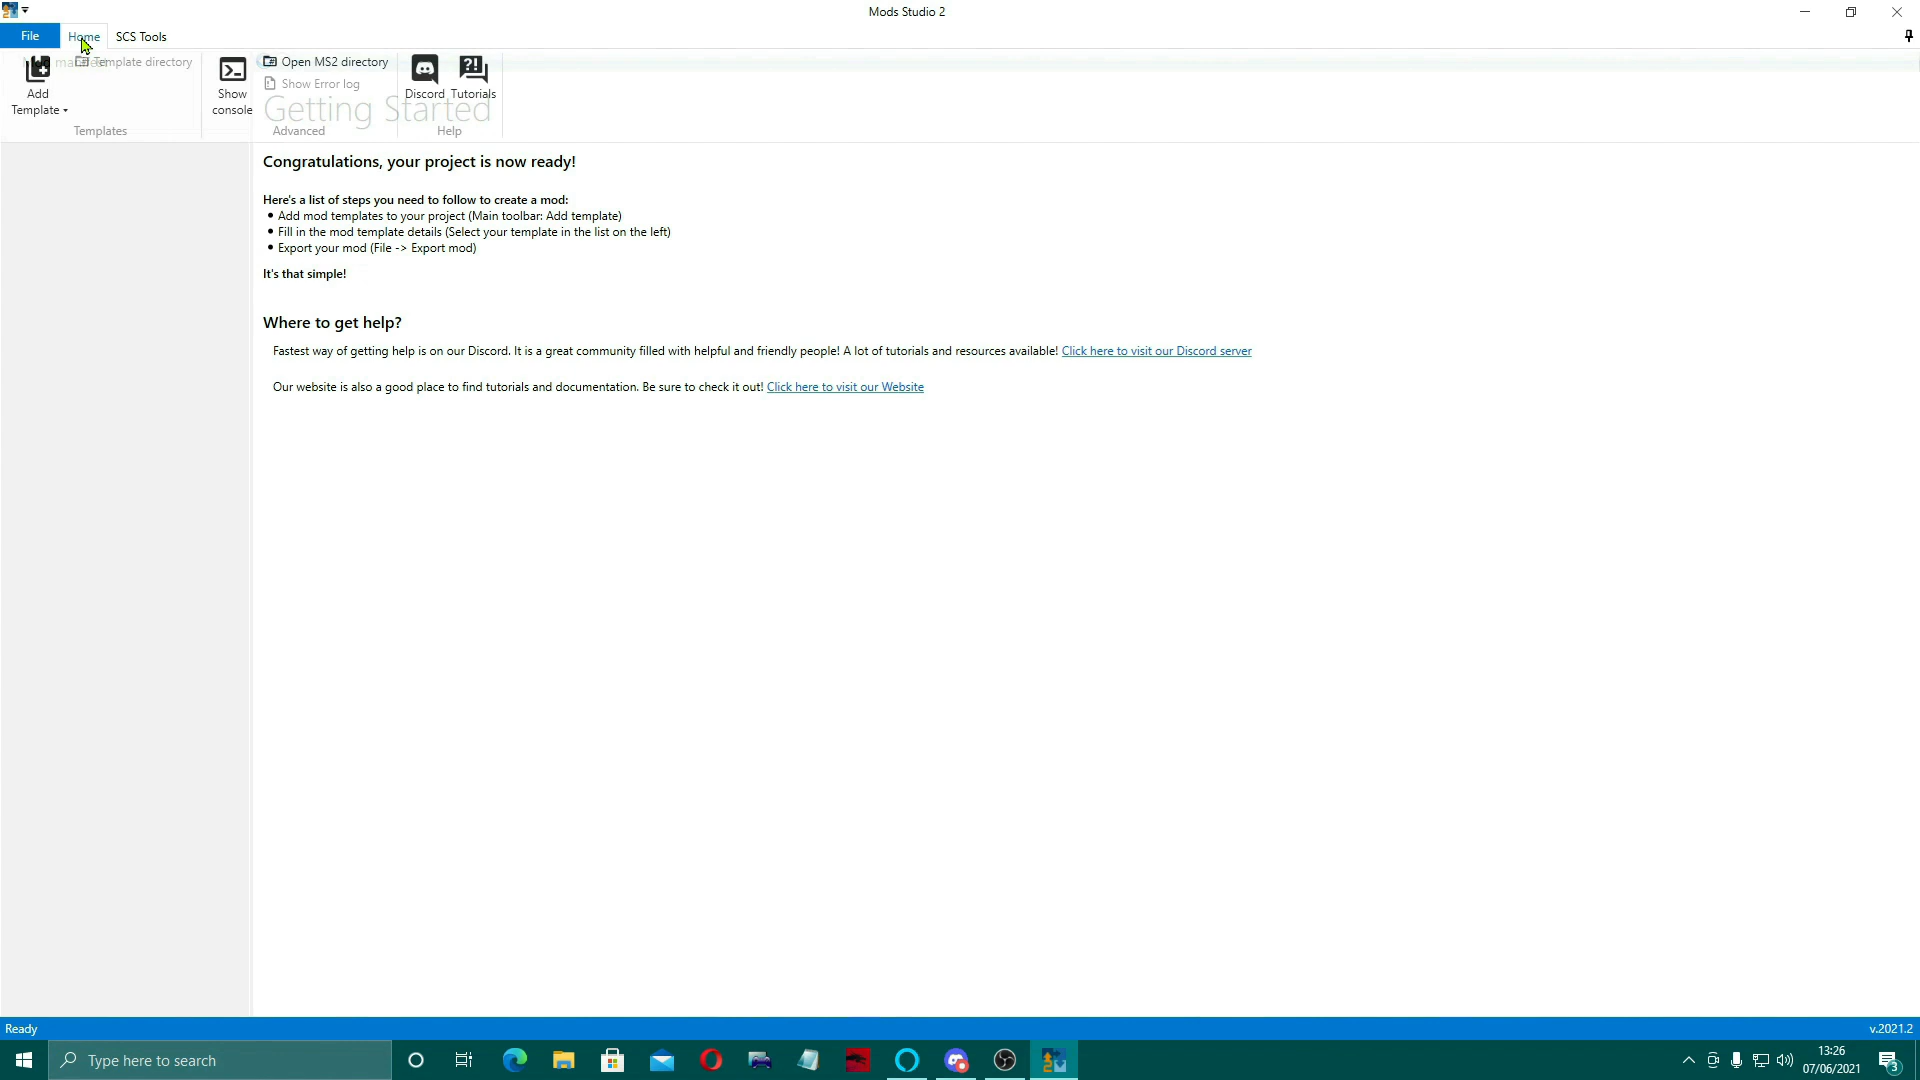 Mods Studio 2
File Home SCS Tools
Add Template
Template directory
Templates
Show console
Open MS2 directory
Show Error log
Advanced
Discord Tutorials
Help
Getting Started
Congratulations, your project is now ready!
Here's a list of steps you need to follow to create a mod:
• Add mod templates to your project (Main toolbar: Add template)
• Fill in the mod template details (Select your template in the list on the left)
• Export your mod (File -> Export mod)
It's that simple!
Where to get help?
Fastest way of getting help is on our Discord. It is a great community filled with helpful and friendly people! A lot of tutorials and resources available! Click here to visit our Discord server
Our website is also a good place to find tutorials and documentation. Be sure to check it out! Click here to visit our Website
Ready
v.2021.2
Type here to search
13:26
07/06/2021
3